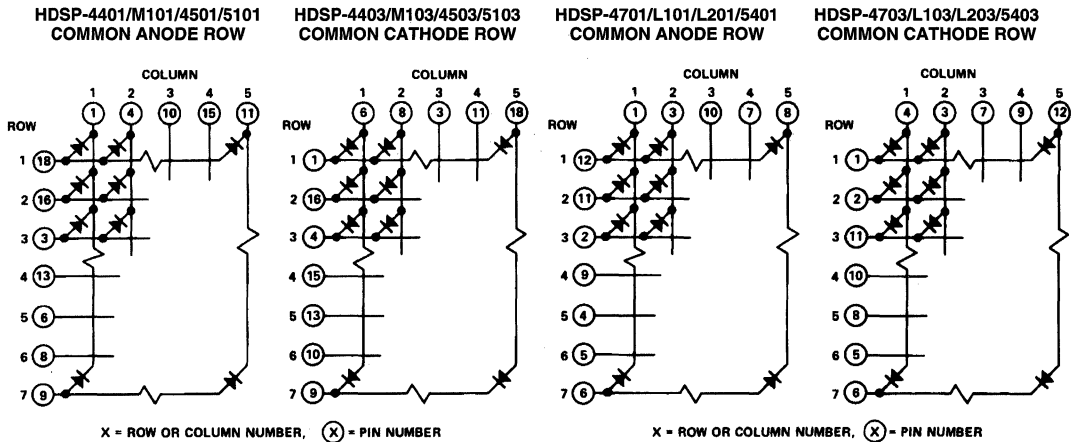 HDSP-4401/M101/4501/5101
COMMON ANODE ROW
COLUMN
1 2 3 4 5
1 4 10 15 11
ROW
1 18
2 16
3 3
4 13
5 6
6 8
7 9
HDSP-4403/M103/4503/5103
COMMON CATHODE ROW
COLUMN
1 2 3 4 5
6 8 3 11 18
ROW
1 1
2 16
3 4
4 15
5 13
6 10
7 9
X = ROW OR COLUMN NUMBER, X = PIN NUMBER
HDSP-4701/L101/L201/5401
COMMON ANODE ROW
COLUMN
1 2 3 4 5
1 3 10 7 8
ROW
1 12
2 11
3 2
4 9
5 4
6 5
7 6
HDSP-4703/L103/L203/5403
COMMON CATHODE ROW
COLUMN
1 2 3 4 5
4 3 7 9 12
ROW
1 1
2 2
3 11
4 10
5 8
6 5
7 6
X = ROW OR COLUMN NUMBER, X = PIN NUMBER